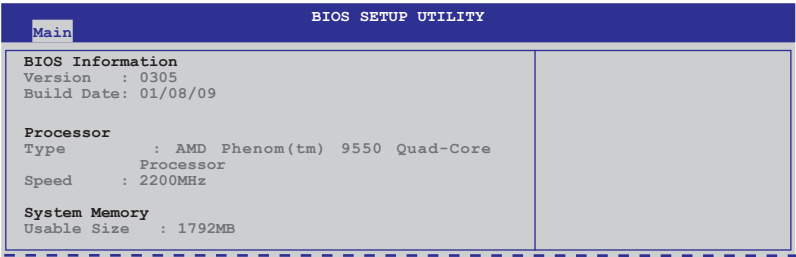 BIOS SETUP UTILITY
Main
BIOS Information
Version : 0305
Build Date: 01/08/09
Processor
Type : AMD Phenom(tm) 9550 Quad-Core
Processor
Speed : 2200MHz
System Memory
Usable Size : 1792MB